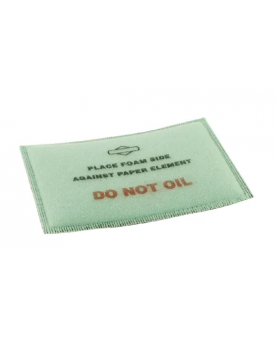 PLACE FOAM SIDE
AGAINST PAPER ELEMENT
DO NOT OIL